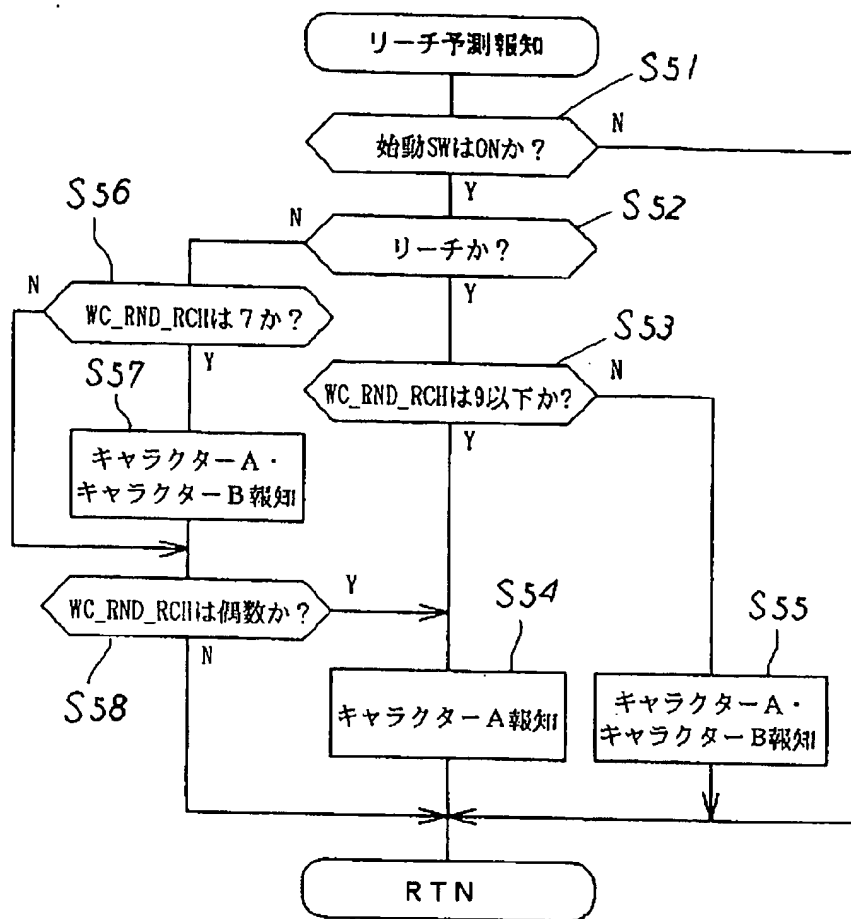 リーチ予測報知
S51
始動SWはONか？
N
Y
S52
リーチか？
N
Y
S56
WC_RND_RCHは7か？
N
Y
S53
WC_RND_RCHは9以下か?
N
Y
S57
キャラクターA・
キャラクターB報知
WC_RND_RCHは偶数か？
Y
N
S58
S54
キャラクターA報知
S55
キャラクターA・
キャラクターB報知
RTN